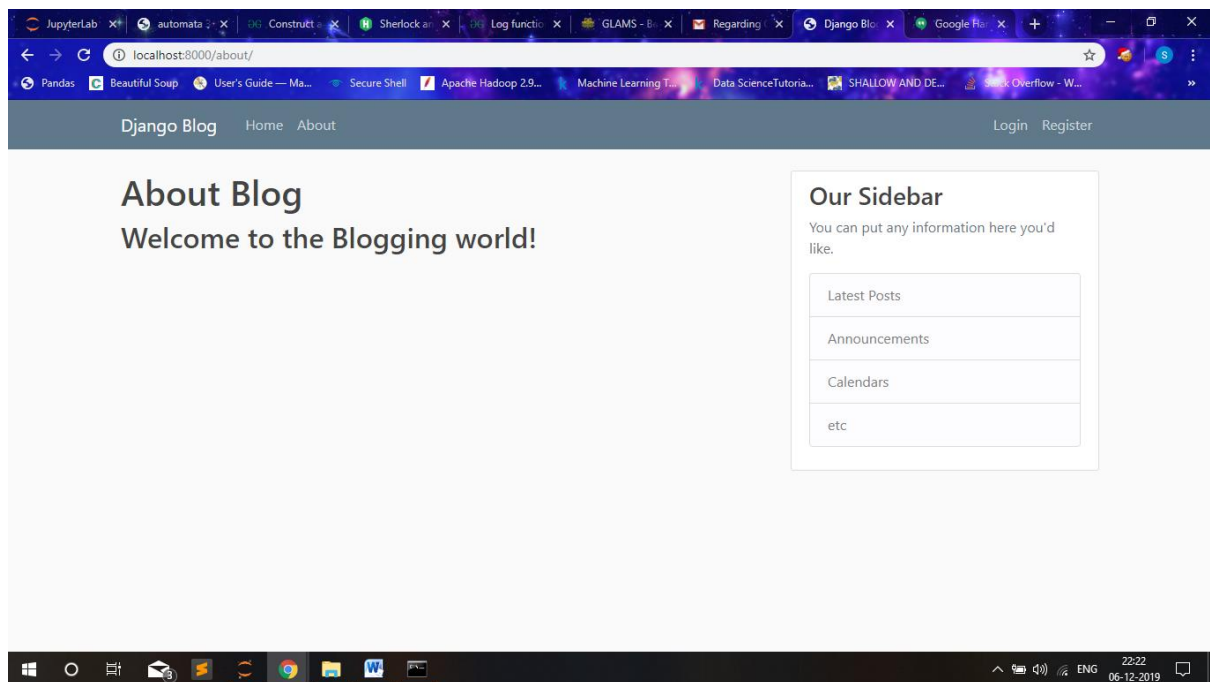 JupyterLab
automata
Construct a
Sherlock an
Log functio
GLAMS - B
Regarding
Django Blo
Google Ha
localhost:8000/about/
S
Pandas
Beautiful Soup
User's Guide — Ma...
Secure Shell
Apache Hadoop 2.9...
Machine Learning T...
Data ScienceTutoria...
SHALLOW AND DE...
Stack Overflow - W...
Django Blog Home About Login Register
About Blog
Welcome to the Blogging world!
Our Sidebar
You can put any information here you'd
like.
Latest Posts
Announcements
Calendars
etc
3
ENG
22:22
06-12-2019